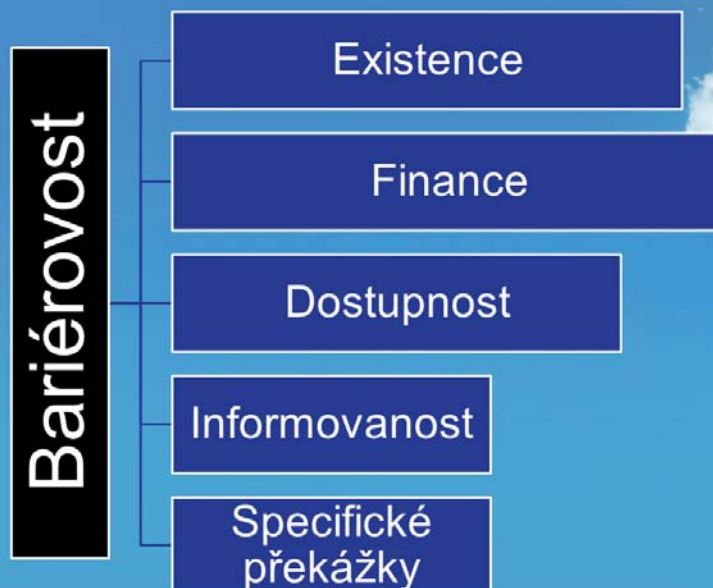 Bariérovost
Existence
Finance
Dostupnost
Informovanost
Specifické
překážky